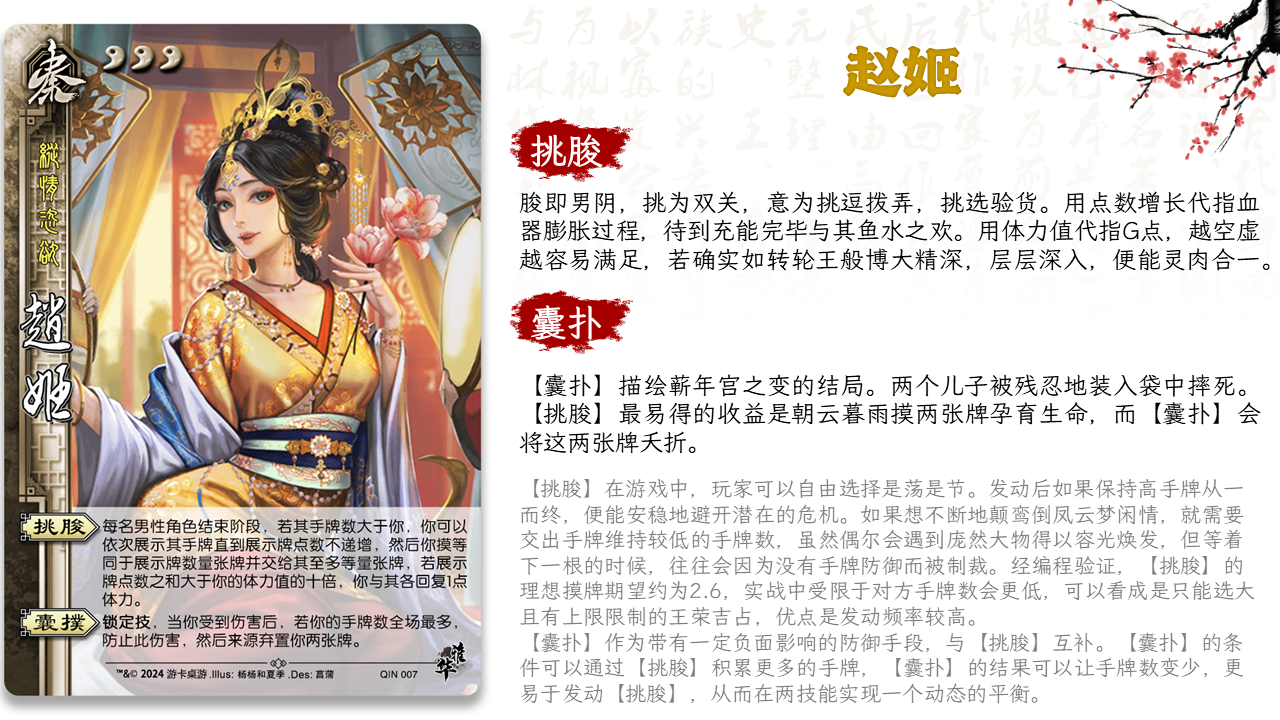 秦
縱情恣欲
趙姬
挑脧
每名男性角色结束阶段，若其手牌数大于你，你可以
依次展示其手牌直到展示牌点数不递增，然后你摸等
同于展示牌数量张牌并交给其至多等量张牌，若展示
牌点数之和大于你的体力值的十倍，你与其各回复1点
体力。
囊撲
锁定技，当你受到伤害后，若你的手牌数全场最多，
防止此伤害，然后来源弃置你两张牌。
™&© 2024 游卡桌游 .Illus: 杨杨和夏季 .Des: 菖蒲
QIN 007
赵姬
挑脧
脧即男阴，挑为双关，意为挑逗拨弄，挑选验货。用点数增长代指血
器膨胀过程，待到充能完毕与其鱼水之欢。用体力值代指G点，越空虚
越容易满足，若确实如转轮王般博大精深，层层深入，便能灵肉合一。
囊扑
【囊扑】描绘蕲年宫之变的结局。两个儿子被残忍地装入袋中摔死。
【挑脧】最易得的收益是朝云暮雨摸两张牌孕育生命，而【囊扑】会
将这两张牌夭折。
【挑脧】在游戏中，玩家可以自由选择是荡是节。发动后如果保持高手牌从一
而终，便能安稳地避开潜在的危机。如果想不断地颠鸾倒凤云梦闲情，就需要
交出手牌维持较低的手牌数，虽然偶尔会遇到庞然大物得以容光焕发，但等着
下一根的时候，往往会因为没有手牌防御而被制裁。经编程验证，【挑脧】的
理想摸牌期望约为2.6，实战中受限于对方手牌数会更低，可以看成是只能选大
且有上限限制的王荣吉占，优点是发动频率较高。
【囊扑】作为带有一定负面影响的防御手段，与【挑脧】互补。【囊扑】的条
件可以通过【挑脧】积累更多的手牌，【囊扑】的结果可以让手牌数变少，更
易于发动【挑脧】，从而在两技能实现一个动态的平衡。